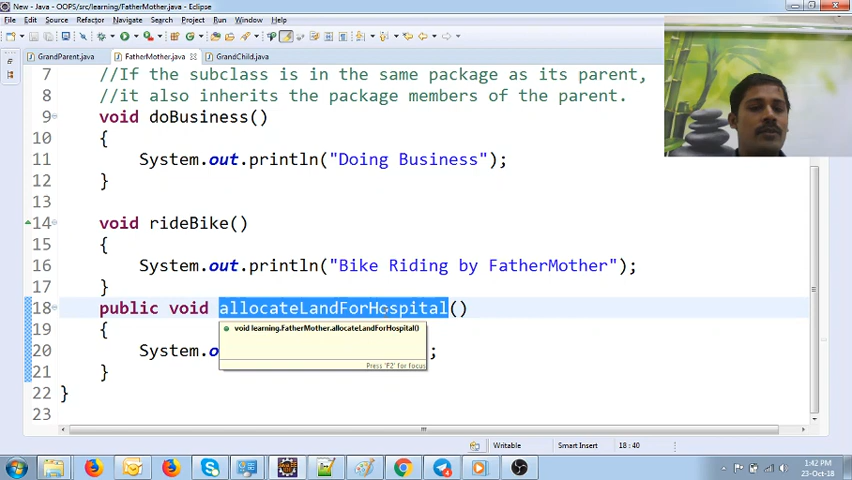 New - Java - OOPS/src/learning/FatherMother.java - Eclipse
File Edit Source Refactor Navigate Search Project Run Window Help
GrandParent.java FatherMother.java GrandChild.java
7 //If the subclass is in the same package as its parent,
8 //it also inherits the package members of the parent.
9 void doBusiness()
10 {
11 System.out.println("Doing Business");
12 }
13
14 void rideBike()
15 {
16 System.out.println("Bike Riding by FatherMother");
17 }
18 public void allocateLandForHospital()
19 {
void learning.FatherMother.allocateLandForHospital()
20 System.o ;
Press 'F2' for focus
21 }
22 }
23
Writable Smart Insert 18 : 40
1:42 PM
23-Oct-18